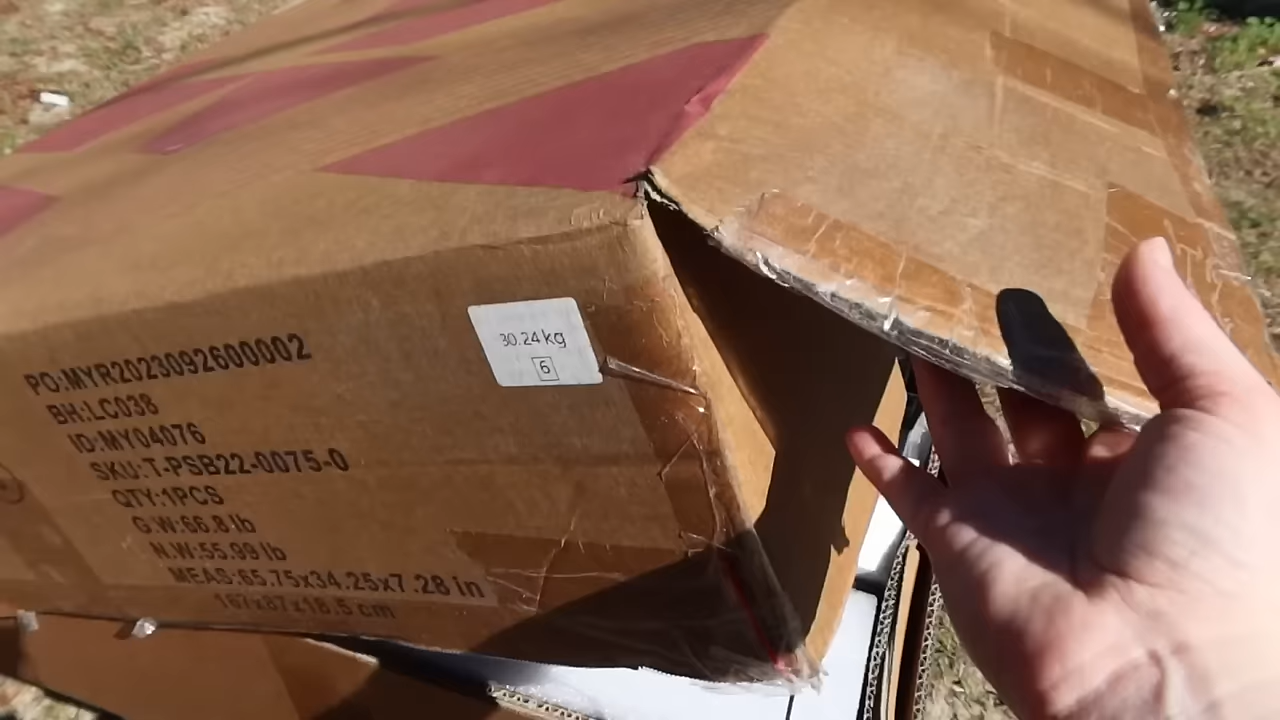 PO:MYR2023092600002
BH:LC038
ID:MY04076
SKU:T-PSB22-0075-0
QTY:1PCS
G.W:66.8 lb
N.W:55.99 lb
MEAS:65.75x34.25x7.28 in
167x87x18.5 cm
30.24 kg
6